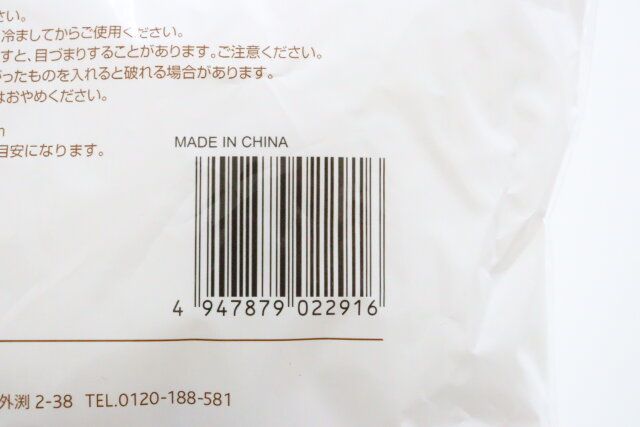 さい。
冷ましてからご使用ください。
すと、目づまりすることがあります。ご注意ください。
がったものを入れると破れる場合があります。
はおやめください。
m
目安になります。
MADE IN CHINA
4 947879 022916
外渕 2-38 TEL.0120-188-581